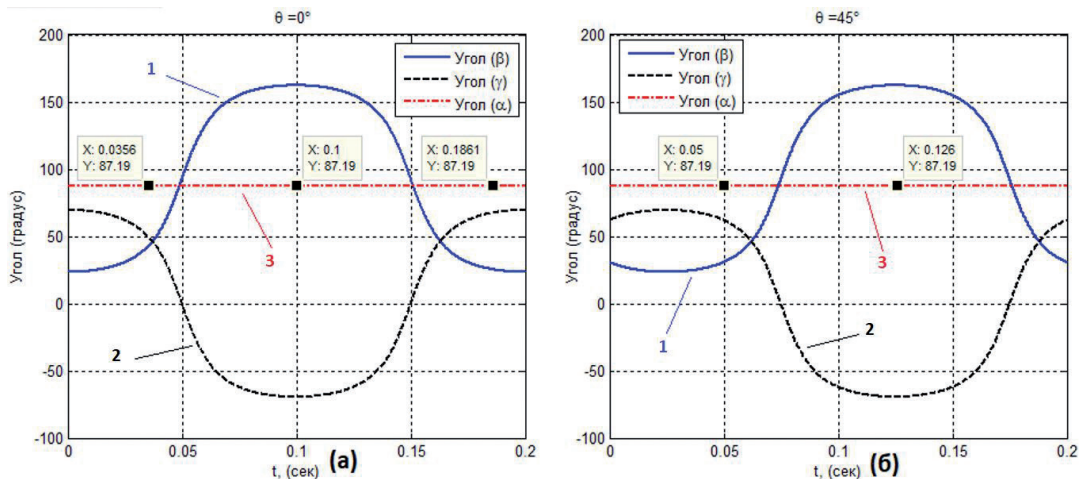 θ =0°
200
150
100
50
0
-50
-100
Угол (градус)
0
0.05
0.1
0.15
0.2
t, (сек)
(а)
Угол (β)
Угол (γ)
Угол (α)
1
2
3
X: 0.0356
Y: 87.19
X: 0.1
Y: 87.19
X: 0.1861
Y: 87.19
θ =45°
200
150
100
50
0
-50
-100
Угол (градус)
0
0.05
0.1
0.15
0.2
t, (сек)
(б)
Угол (β)
Угол (γ)
Угол (α)
X: 0.05
Y: 87.19
X: 0.126
Y: 87.19
3
2
1